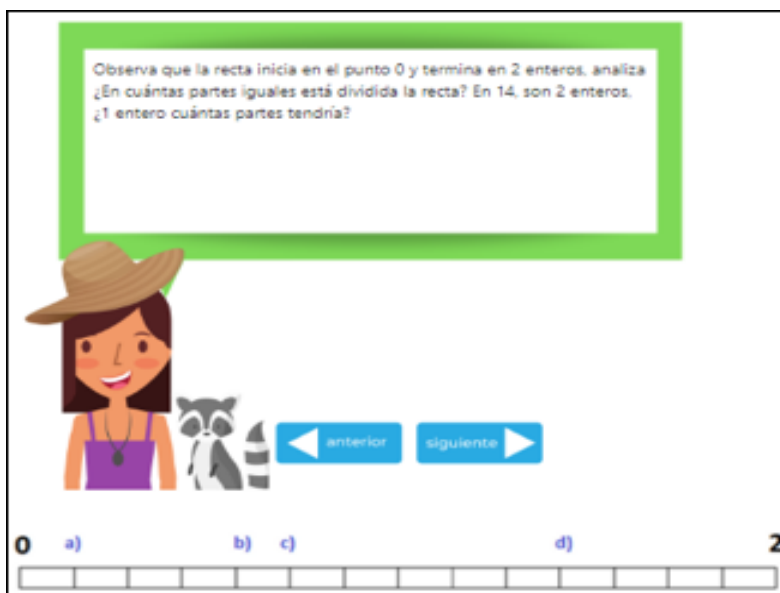 Observa que la recta inicia en el punto 0 y termina en 2 enteros, analiza
¿En cuántas partes iguales está dividida la recta? En 14, son 2 enteros,
¿1 entero cuántas partes tendría?
anterior
siguiente
0 a) b) c) d) 2